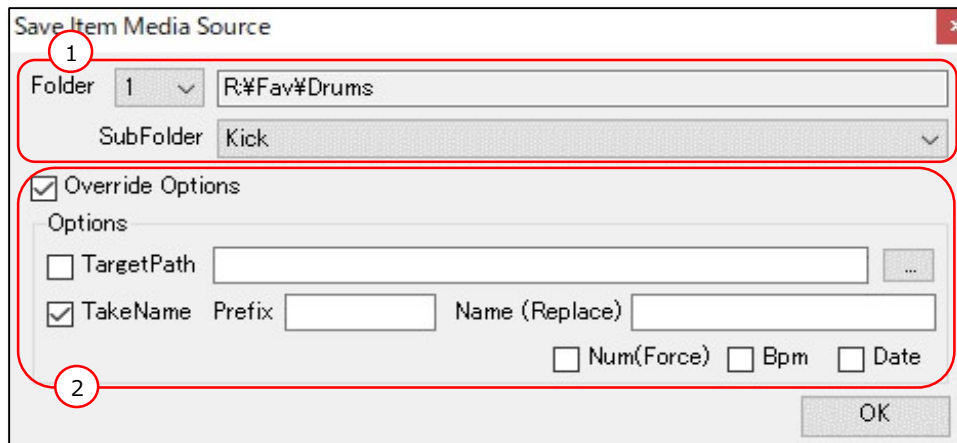 Save Item Media Source x
1
Folder 1 R:¥Fav¥Drums
SubFolder Kick
Override Options
Options
TargetPath ...
TakeName Prefix Name (Replace)
Num(Force) Bpm Date
2
OK